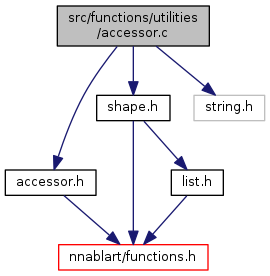 src/functions/utilities
/accessor.c
shape.h
string.h
accessor.h
list.h
nnablart/functions.h